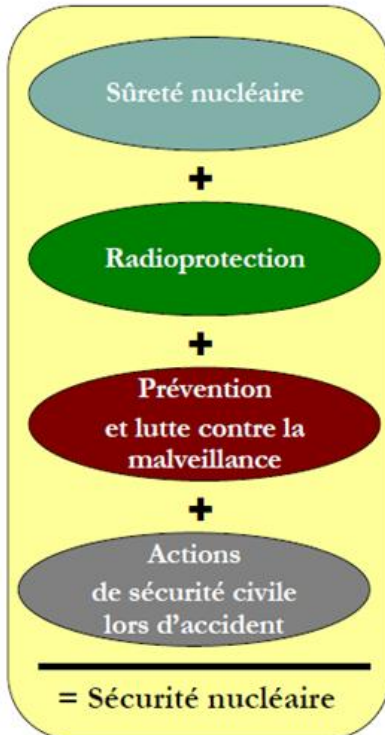 Sûreté nucléaire
+
Radioprotection
+
Prévention
et lutte contre la
malveillance
+
Actions
de sécurité civile
lors d’accident
= Sécurité nucléaire